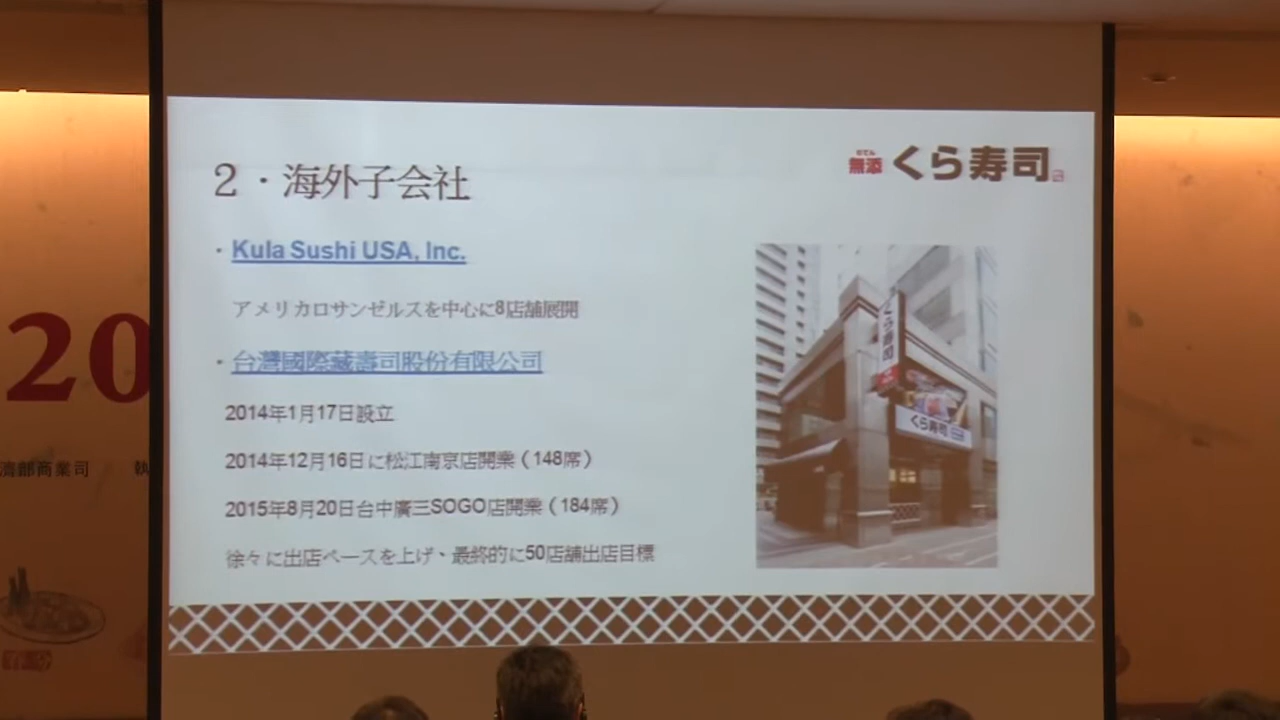 2・海外子会社
無添 くら寿司
・Kula Sushi USA, Inc.
アメリカロサンゼルスを中心に8店舗展開
・台灣國際藏壽司股份有限公司
2014年1月17日設立
2014年12月16日に松江南京店開業（148席）
2015年8月20日台中廣三SOGO店開業（184席）
徐々に出店ペースを上げ、最終的に50店舗出店目標
くら寿司
くら寿司
20
濟部商業司
執